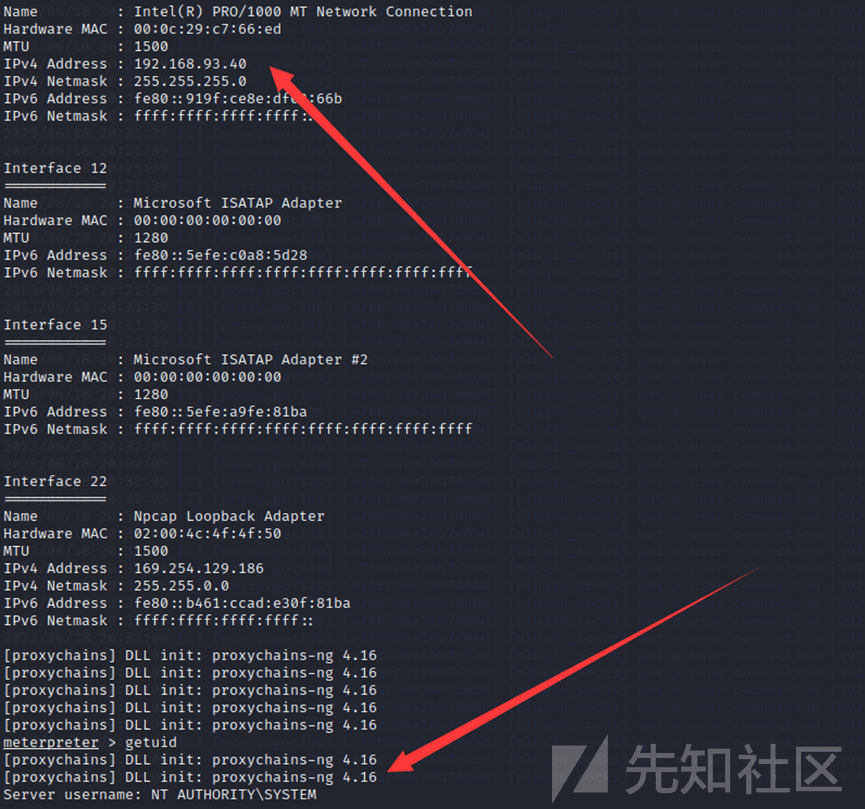 Name         : Intel(R) PRO/1000 MT Network Connection
Hardware MAC : 00:0c:29:c7:66:ed
MTU          : 1500
IPv4 Address : 192.168.93.40
IPv4 Netmask : 255.255.255.0
IPv6 Address :
IPv6 Netmask : ffff:ffff:ffff:ffff::
Interface 12
============
Name         : Microsoft ISATAP Adapter
Hardware MAC : 00:00:00:00:00:00
MTU          : 1280
IPv6 Address : fe80::5efe:c0a8:5d28
IPv6 Netmask : ffff:ffff:ffff:ffff:ffff:ffff:ffff:ffff
Interface 15
============
Name         : Microsoft ISATAP Adapter #2
Hardware MAC : 00:00:00:00:00:00
MTU          : 1280
IPv6 Address : fe80::5efe:a9fe:81ba
IPv6 Netmask : ffff:ffff:ffff:ffff:ffff:ffff:ffff:ffff
Interface 22
============
Name         : Npcap Loopback Adapter
Hardware MAC : 02:00:4c:4f:4f:50
MTU          : 1500
IPv4 Address : 169.254.129.186
IPv4 Netmask : 255.255.0.0
IPv6 Address : fe80::b461:ccad:e30f:81ba
IPv6 Netmask : ffff:ffff:ffff:ffff::
[proxychains] DLL init: proxychains-ng 4.16
[proxychains] DLL init: proxychains-ng 4.16
[proxychains] DLL init: proxychains-ng 4.16
[proxychains] DLL init: proxychains-ng 4.16
[proxychains] DLL init: proxychains-ng 4.16
meterpreter > getuid
[proxychains] DLL init: proxychains-ng 4.16
[proxychains] DLL init: proxychains-ng 4.16
Server username: NT AUTHORITY\SYSTEM
先知社区